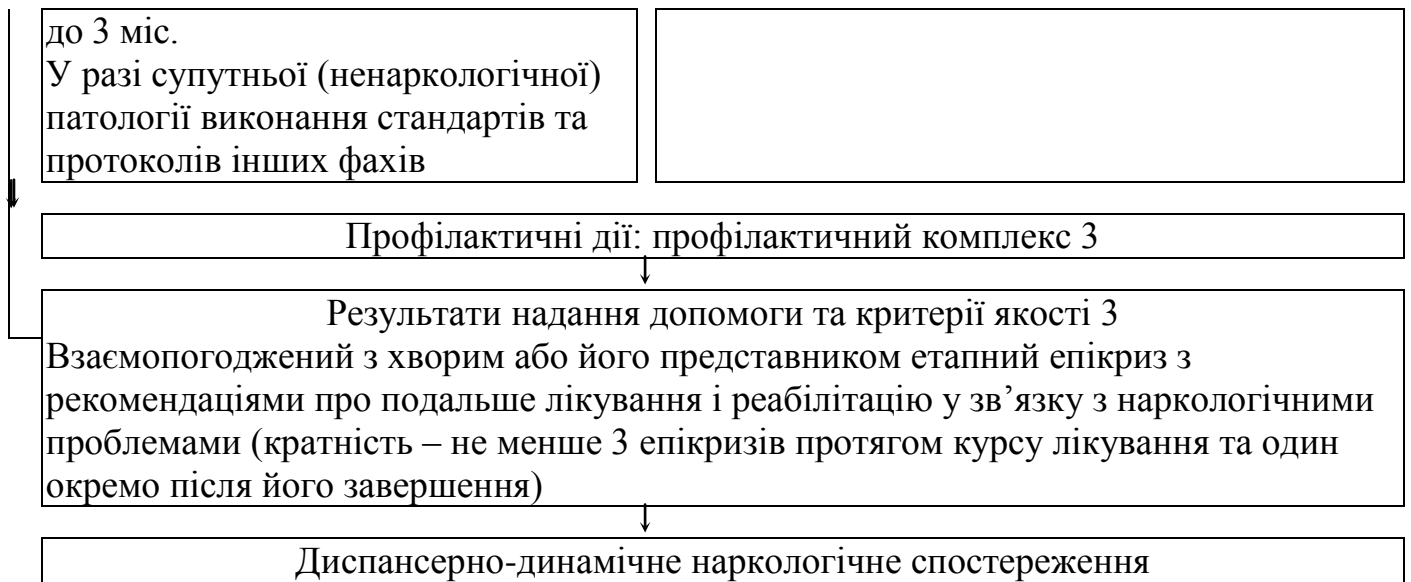 до 3 міс.
У разі супутньої (ненаркологічної)
патології виконання стандартів та
протоколів інших фахів
Профілактичні дії: профілактичний комплекс 3
Результати надання допомоги та критерії якості 3
Взаємопогоджений з хворим або його представником етапний епікриз з
рекомендаціями про подальше лікування і реабілітацію у зв’язку з наркологічними
проблемами (кратність – не менше 3 епікризів протягом курсу лікування та один
окремо після його завершення)
Диспансерно-динамічне наркологічне спостереження